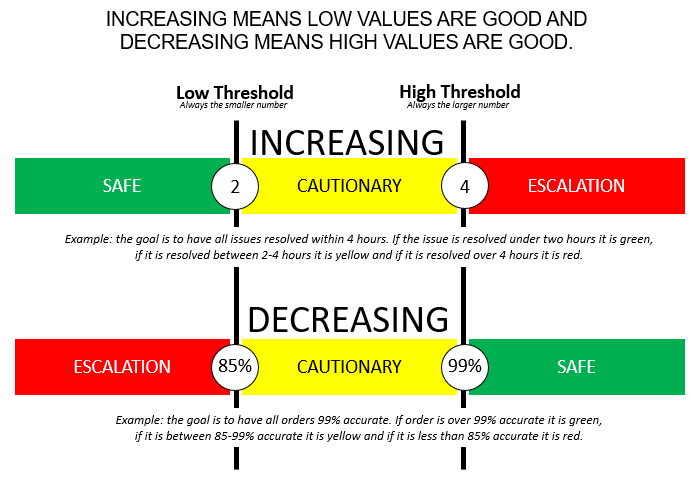 INCREASING MEANS LOW VALUES ARE GOOD AND
DECREASING MEANS HIGH VALUES ARE GOOD.
Low Threshold
Always the smaller number
High Threshold
Always the larger number
INCREASING
SAFE
2
CAUTIONARY
4
ESCALATION
Example: the goal is to have all issues resolved within 4 hours. If the issue is resolved under two hours it is green,
if it is resolved between 2-4 hours it is yellow and if it is resolved over 4 hours it is red.
DECREASING
ESCALATION
85%
CAUTIONARY
99%
SAFE
Example: the goal is to have all orders 99% accurate. If order is over 99% accurate it is green,
if it is between 85-99% accurate it is yellow and if it is less than 85% accurate it is red.